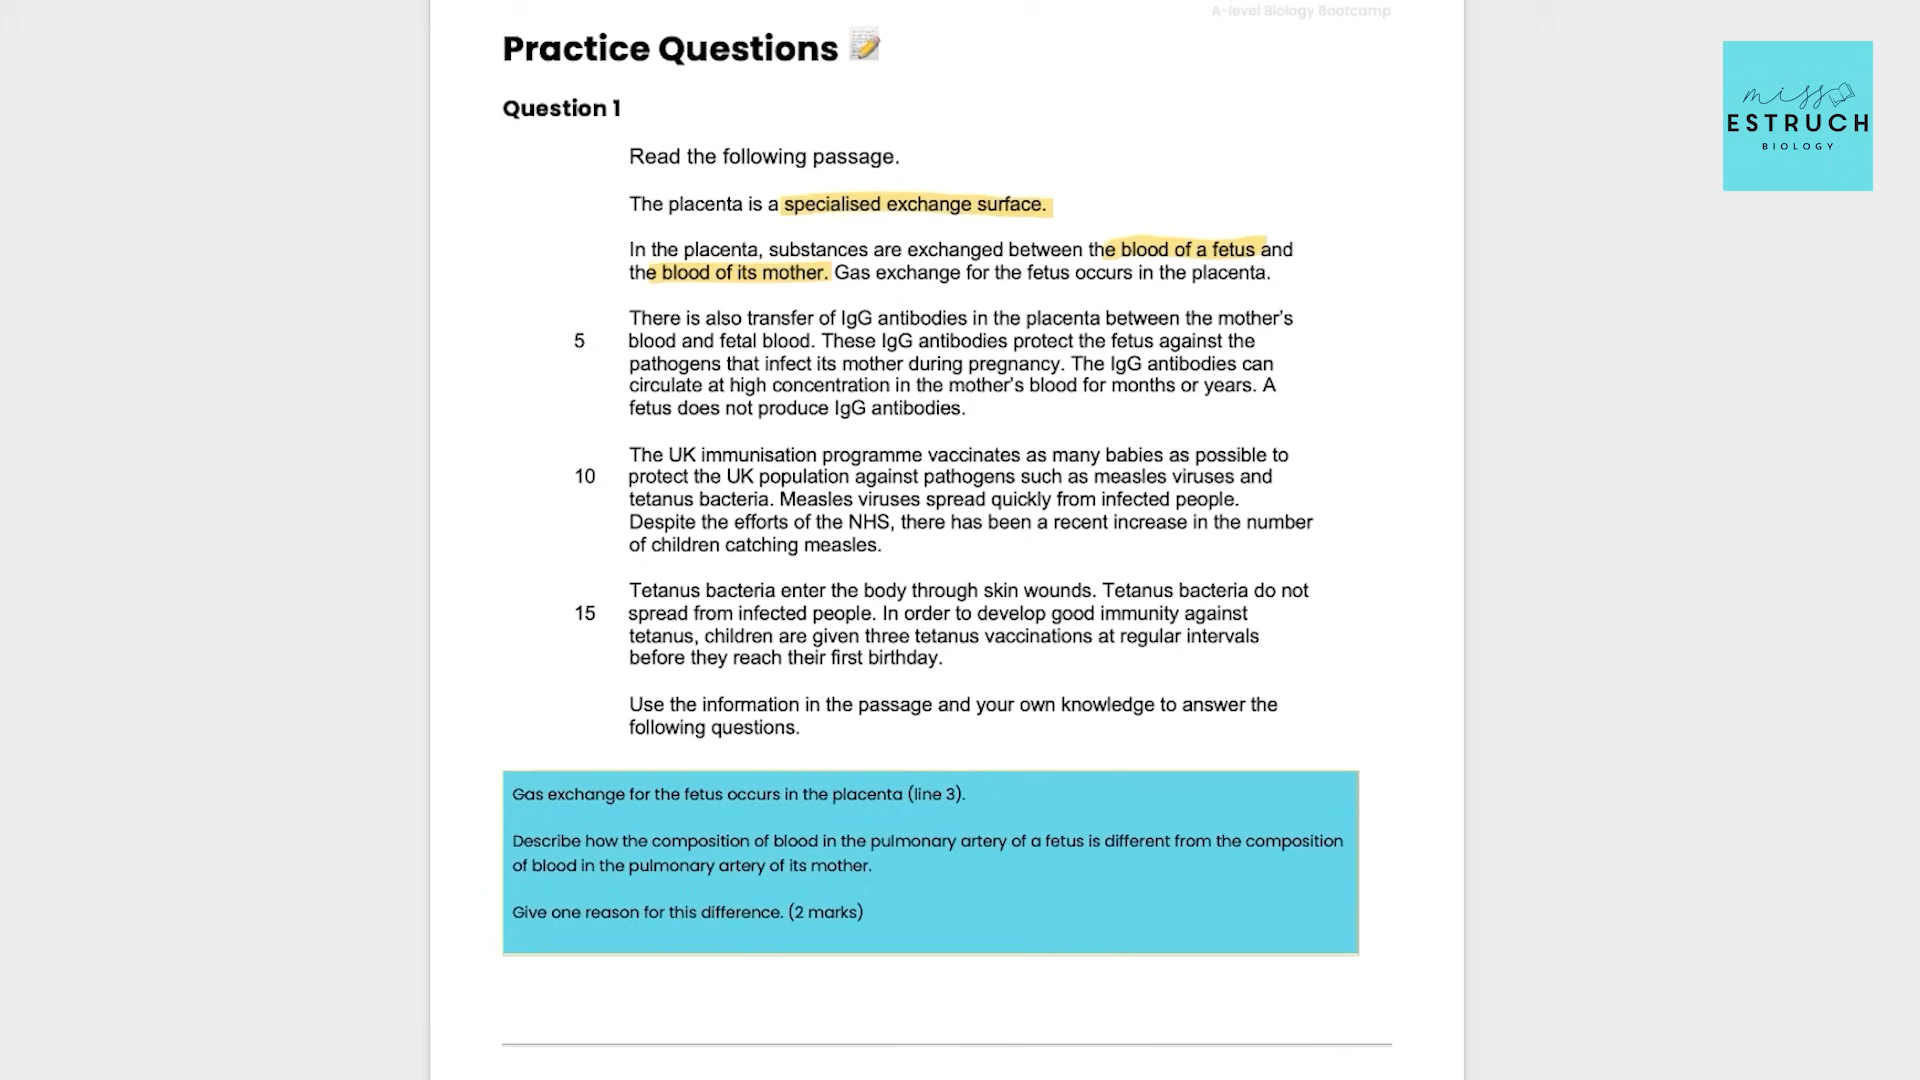 A-level Biology Bootcamp
Practice Questions
miss
ESTRUCH
BIOLOGY
Question 1
Read the following passage.
The placenta is a specialised exchange surface.
In the placenta, substances are exchanged between the blood of a fetus and
the blood of its mother. Gas exchange for the fetus occurs in the placenta.
There is also transfer of IgG antibodies in the placenta between the mother's
5 blood and fetal blood. These IgG antibodies protect the fetus against the
pathogens that infect its mother during pregnancy. The IgG antibodies can
circulate at high concentration in the mother's blood for months or years. A
fetus does not produce IgG antibodies.
The UK immunisation programme vaccinates as many babies as possible to
10 protect the UK population against pathogens such as measles viruses and
tetanus bacteria. Measles viruses spread quickly from infected people.
Despite the efforts of the NHS, there has been a recent increase in the number
of children catching measles.
Tetanus bacteria enter the body through skin wounds. Tetanus bacteria do not
15 spread from infected people. In order to develop good immunity against
tetanus, children are given three tetanus vaccinations at regular intervals
before they reach their first birthday.
Use the information in the passage and your own knowledge to answer the
following questions.
Gas exchange for the fetus occurs in the placenta (line 3).
Describe how the composition of blood in the pulmonary artery of a fetus is different from the composition
of blood in the pulmonary artery of its mother.
Give one reason for this difference. (2 marks)